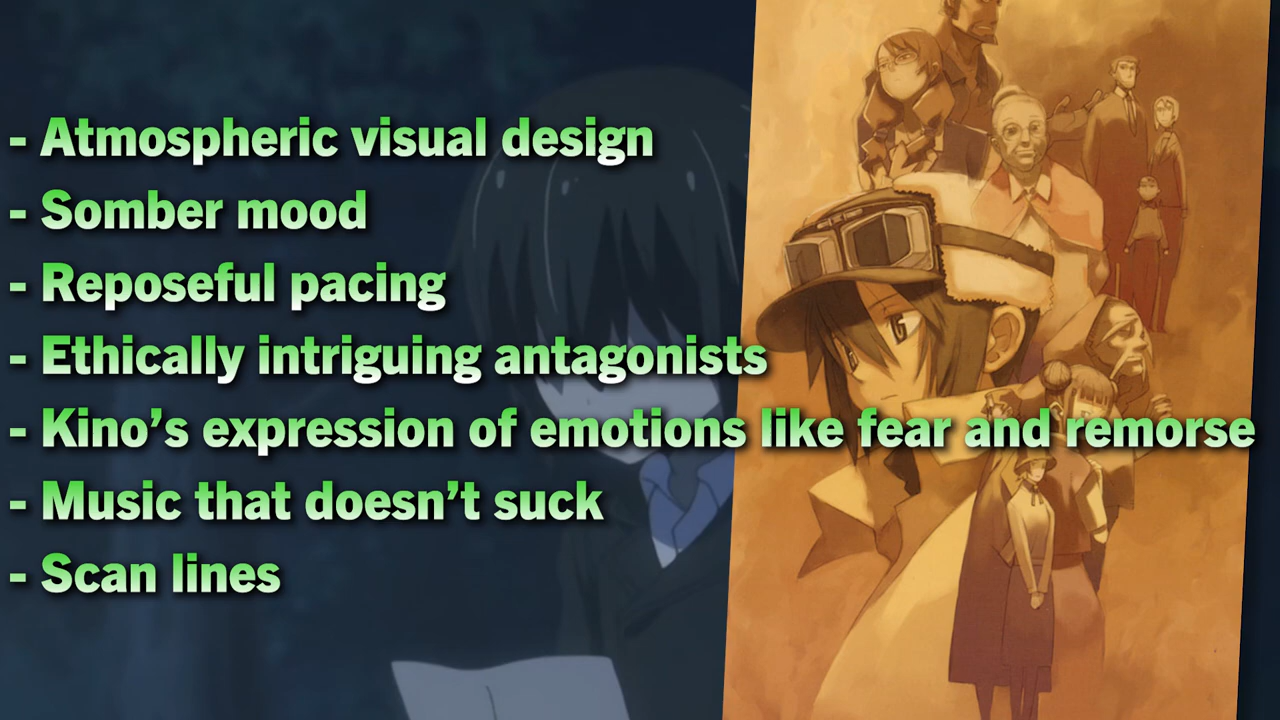 - Atmospheric visual design
- Somber mood
- Reposeful pacing
- Ethically intriguing antagonists
- Kino’s expression of emotions like fear and remorse
- Music that doesn’t suck
- Scan lines